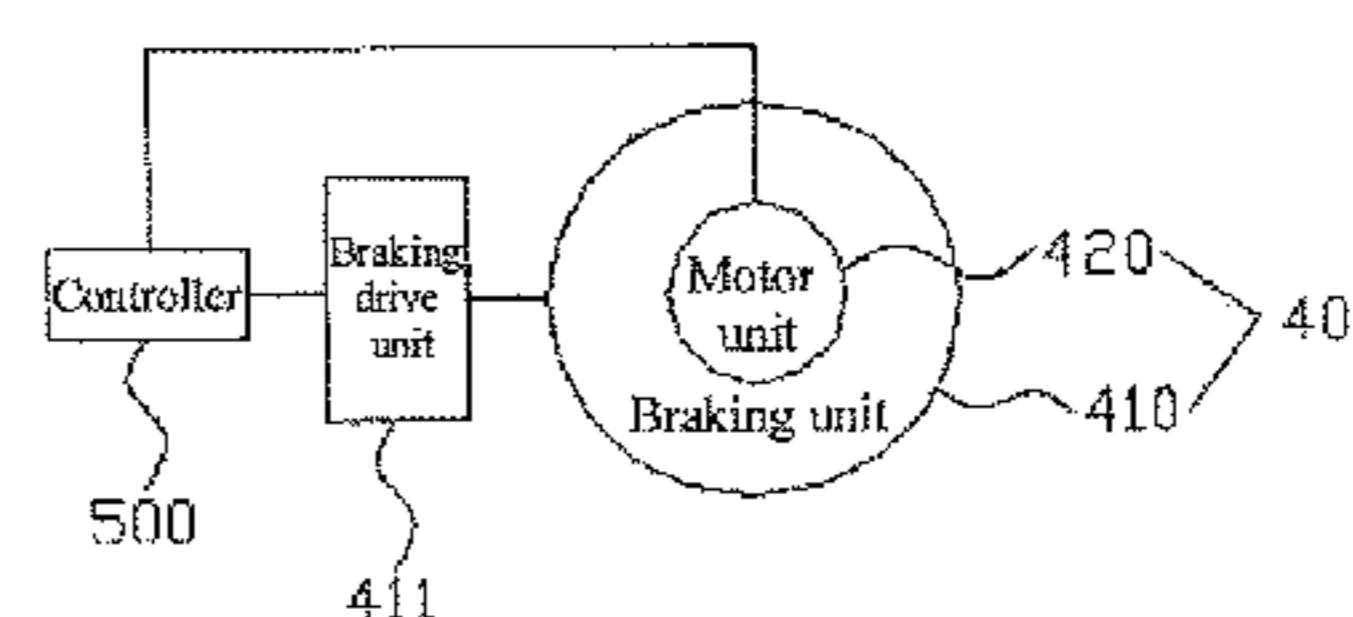 Controller
Braking
drive
unit
Motor
unit
Braking unit
420
40
410
500
411